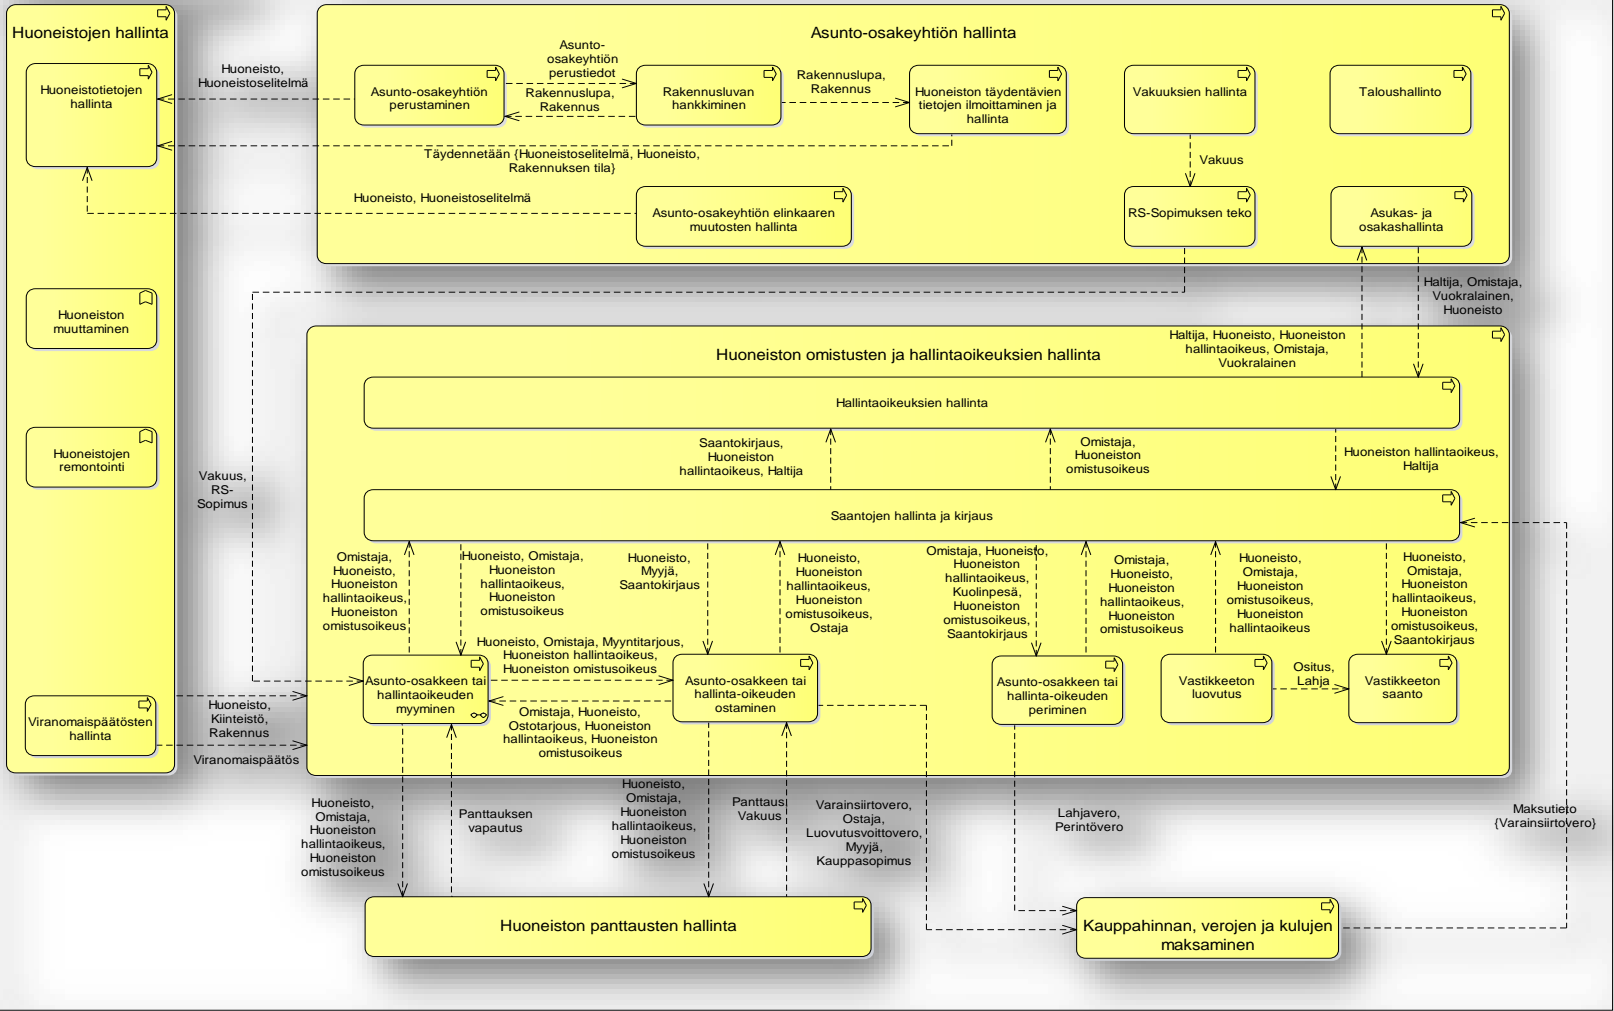 Huoneistojen hallinta
Huoneistotietojen
hallinta
Huoneiston
muuttaminen
Huoneistojen
remontointi
Viranomaispäätösten
hallinta
Huoneisto,
Huoneistoselitelmä
Asunto-osakeyhtiön hallinta
Asunto-osakeyhtiön
perustaminen
Asunto-
osakeyhtiön
perustiedot
Rakennuslupa,
Rakennus
Rakennusluvan
hankkiminen
Rakennuslupa,
Rakennus
Huoneiston täydentävien
tietojen ilmoittaminen ja
hallinta
Vakuuksien hallinta
Taloushallinto
Täydennetään {Huoneistoselitelmä, Huoneisto,
Rakennuksen tila}
Vakuus
Huoneisto, Huoneistoselitelmä
Asunto-osakeyhtiön elinkaaren
muutosten hallinta
RS-Sopimuksen teko
Asukas- ja
osakashallinta
Haltija, Omistaja,
Vuokralainen,
Huoneisto
Haltija, Huoneisto, Huoneiston
hallintaoikeus, Omistaja,
Vuokralainen
Vakuus,
RS-
Sopimus
Huoneiston omistusten ja hallintaoikeuksien hallinta
Hallintaoikeuksien hallinta
Saantokirjaus,
Huoneiston
hallintaoikeus, Haltija
Omistaja,
Huoneiston
omistusoikeus
Huoneiston hallintaoikeus,
Haltija
Saantojen hallinta ja kirjaus
Omistaja,
Huoneisto,
Huoneiston
hallintaoikeus,
Huoneiston
omistusoikeus
Huoneisto, Omistaja,
Huoneiston
hallintaoikeus,
Huoneiston
omistusoikeus
Huoneisto,
Myyjä,
Saantokirjaus
Huoneisto,
Huoneiston
hallintaoikeus,
Huoneiston
omistusoikeus,
Ostaja
Omistaja, Huoneisto,
Huoneiston
hallintaoikeus,
Kuolinpesä,
Huoneiston
omistusoikeus,
Saantokirjaus
Omistaja,
Huoneisto,
Huoneiston
hallintaoikeus,
Huoneiston
omistusoikeus
Huoneisto,
Omistaja,
Huoneiston
omistusoikeus,
Huoneiston
hallintaoikeus
Huoneisto,
Omistaja,
Huoneiston
hallintaoikeus,
Huoneiston
omistusoikeus,
Saantokirjaus
Huoneisto, Omistaja, Myyntitarjous,
Huoneiston hallintaoikeus,
Huoneiston omistusoikeus
Asunto-osakkeen tai
hallintaoikeuden
myyminen
Omistaja, Huoneisto,
Ostotarjous, Huoneiston
hallintaoikeus, Huoneiston
omistusoikeus
Asunto-osakkeen tai
hallinta-oikeuden
ostaminen
Asunto-osakkeen tai
hallinta-oikeuden
periminen
Vastikkeeton
luovutus
Ositus,
Lahja
Vastikkeeton
saanto
Huoneisto,
Kiinteistö,
Rakennus
Viranomaispäätös
Huoneisto,
Omistaja,
Huoneiston
hallintaoikeus,
Huoneiston
omistusoikeus
Panttauksen
vapautus
Huoneisto,
Omistaja,
Huoneiston
hallintaoikeus,
Huoneiston
omistusoikeus
Panttaus,
Vakuus
Varainsiirtovero,
Ostaja,
Luovutusvoittovero,
Myyjä,
Kauppasopimus
Lahjavero,
Perintövero
Maksutieto
{Varainsiirtovero}
Huoneiston panttausten hallinta
Kauppahinnan, verojen ja kulujen
maksaminen